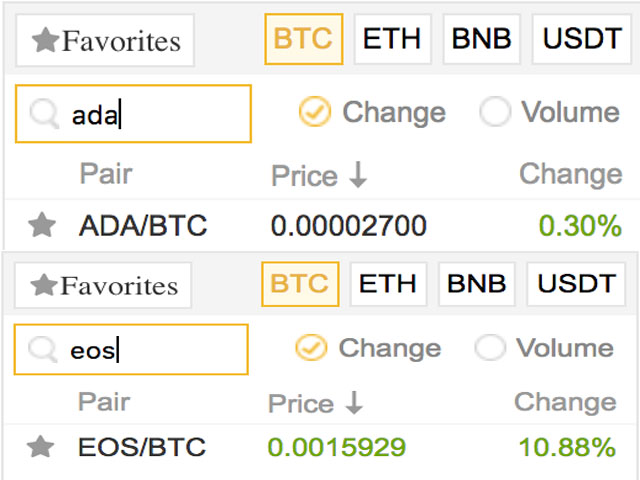 Favorites BTC ETH BNB USDT
ada Change Volume
Pair Price ↓ Change
ADA/BTC 0.00002700 0.30%
Favorites BTC ETH BNB USDT
eos Change Volume
Pair Price ↓ Change
EOS/BTC 0.0015929 10.88%